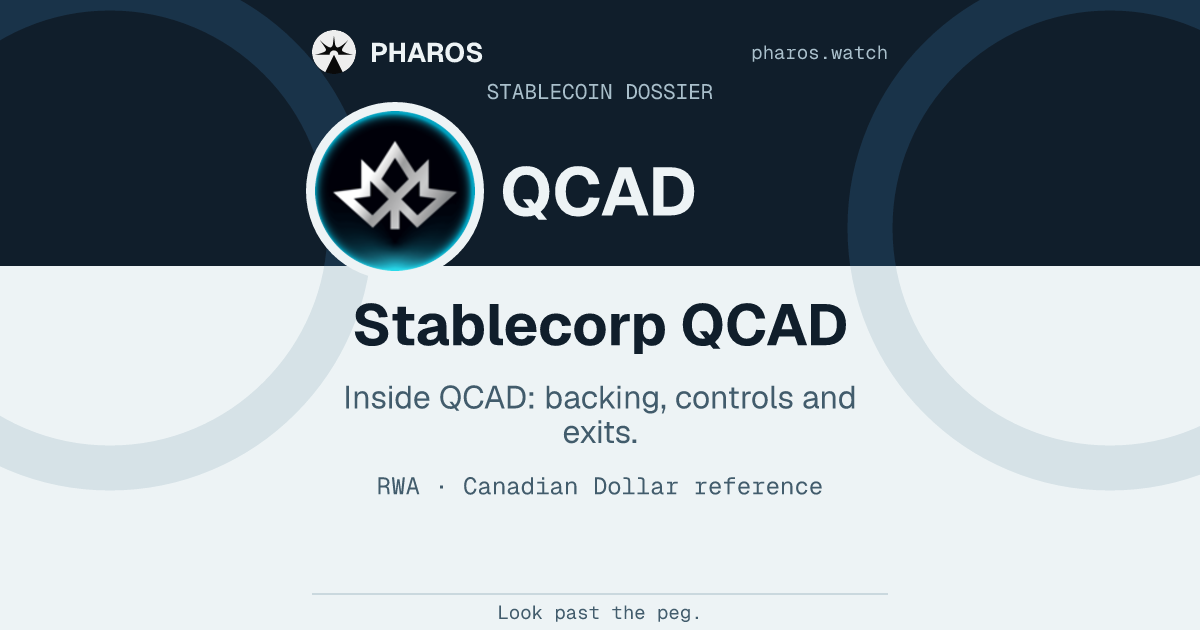 PHAROS
pharos.watch
STABLECOIN DOSSIER
QCAD
Stablecorp QCAD
Inside QCAD: backing, controls and
exits.
RWA · Canadian Dollar reference
Look past the peg.